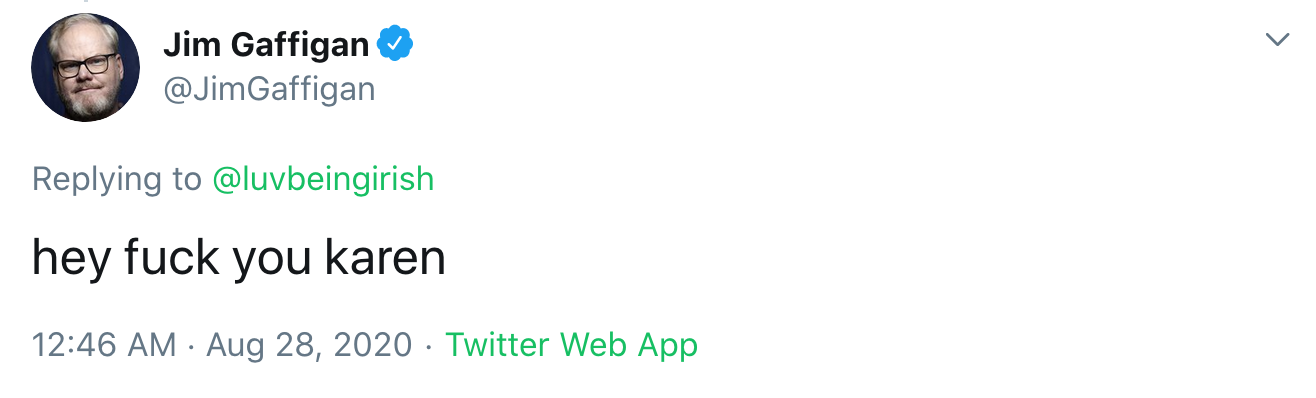 Jim Gaffigan
@JimGaffigan
Replying to @luvbeingirish
hey fuck you karen
12:46 AM · Aug 28, 2020 · Twitter Web App